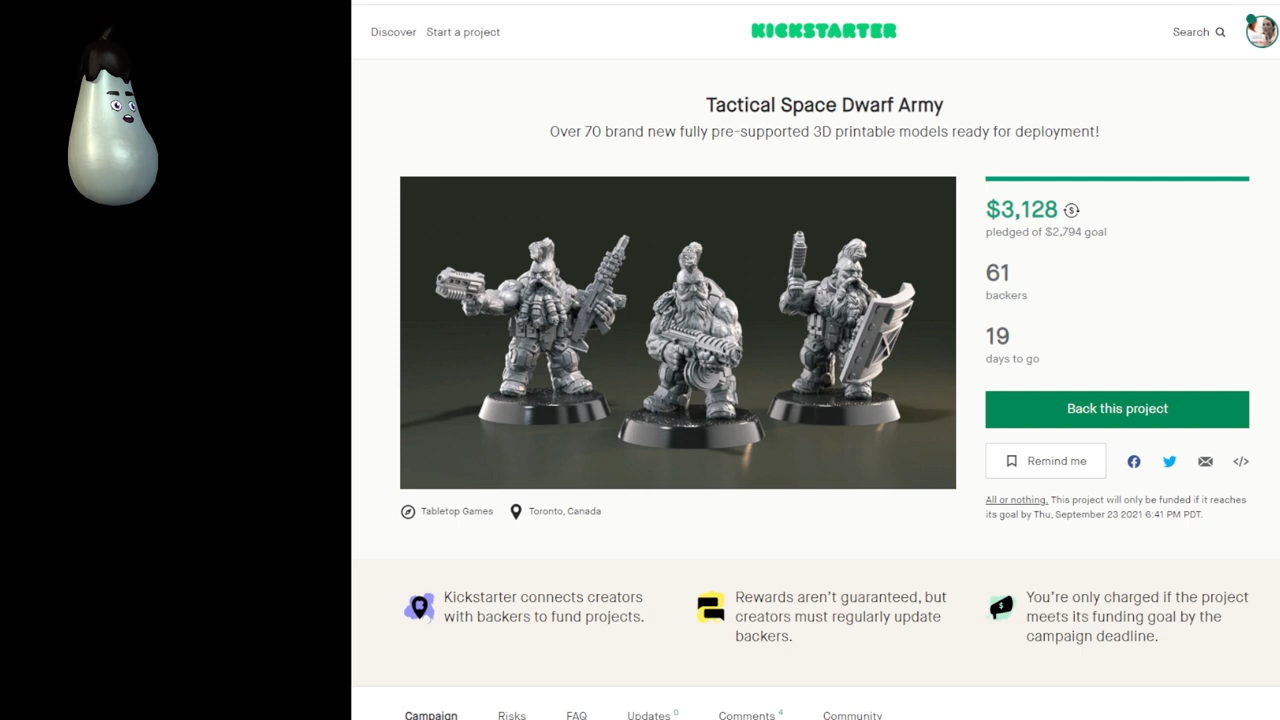 Discover Start a project
KICKSTARTER
Search
Tactical Space Dwarf Army
Over 70 brand new fully pre-supported 3D printable models ready for deployment!
$3,128
pledged of $2,794 goal
61
backers
19
days to go
Back this project
Remind me
All or nothing. This project will only be funded if it reaches
its goal by Thu, September 23 2021 6:41 PM PDT.
Tabletop Games Toronto, Canada
Kickstarter connects creators
with backers to fund projects.
Rewards aren't guaranteed, but
creators must regularly update
backers.
You're only charged if the project
meets its funding goal by the
campaign deadline.
Campaign Risks FAQ Updates 0 Comments 4 Community